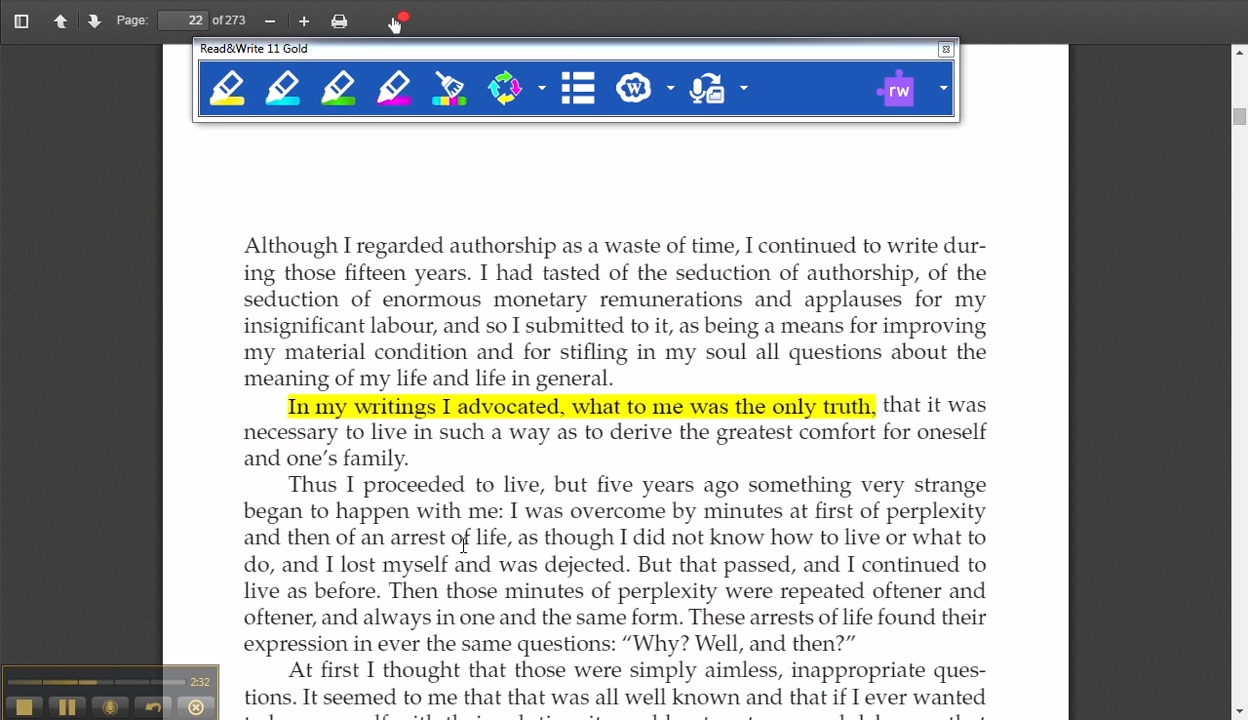 Page: 22 of 273
Read&Write 11 Gold
W
rw
Although I regarded authorship as a waste of time, I continued to write dur-
ing those fifteen years. I had tasted of the seduction of authorship, of the
seduction of enormous monetary remunerations and applauses for my
insignificant labour, and so I submitted to it, as being a means for improving
my material condition and for stifling in my soul all questions about the
meaning of my life and life in general.
In my writings I advocated, what to me was the only truth, that it was
necessary to live in such a way as to derive the greatest comfort for oneself
and one’s family.
Thus I proceeded to live, but five years ago something very strange
began to happen with me: I was overcome by minutes at first of perplexity
and then of an arrest of life, as though I did not know how to live or what to
do, and I lost myself and was dejected. But that passed, and I continued to
live as before. Then those minutes of perplexity were repeated oftener and
oftener, and always in one and the same form. These arrests of life found their
expression in ever the same questions: “Why? Well, and then?”
At first I thought that those were simply aimless, inappropriate ques-
tions. It seemed to me that that was all well known and that if I ever wanted
2:32